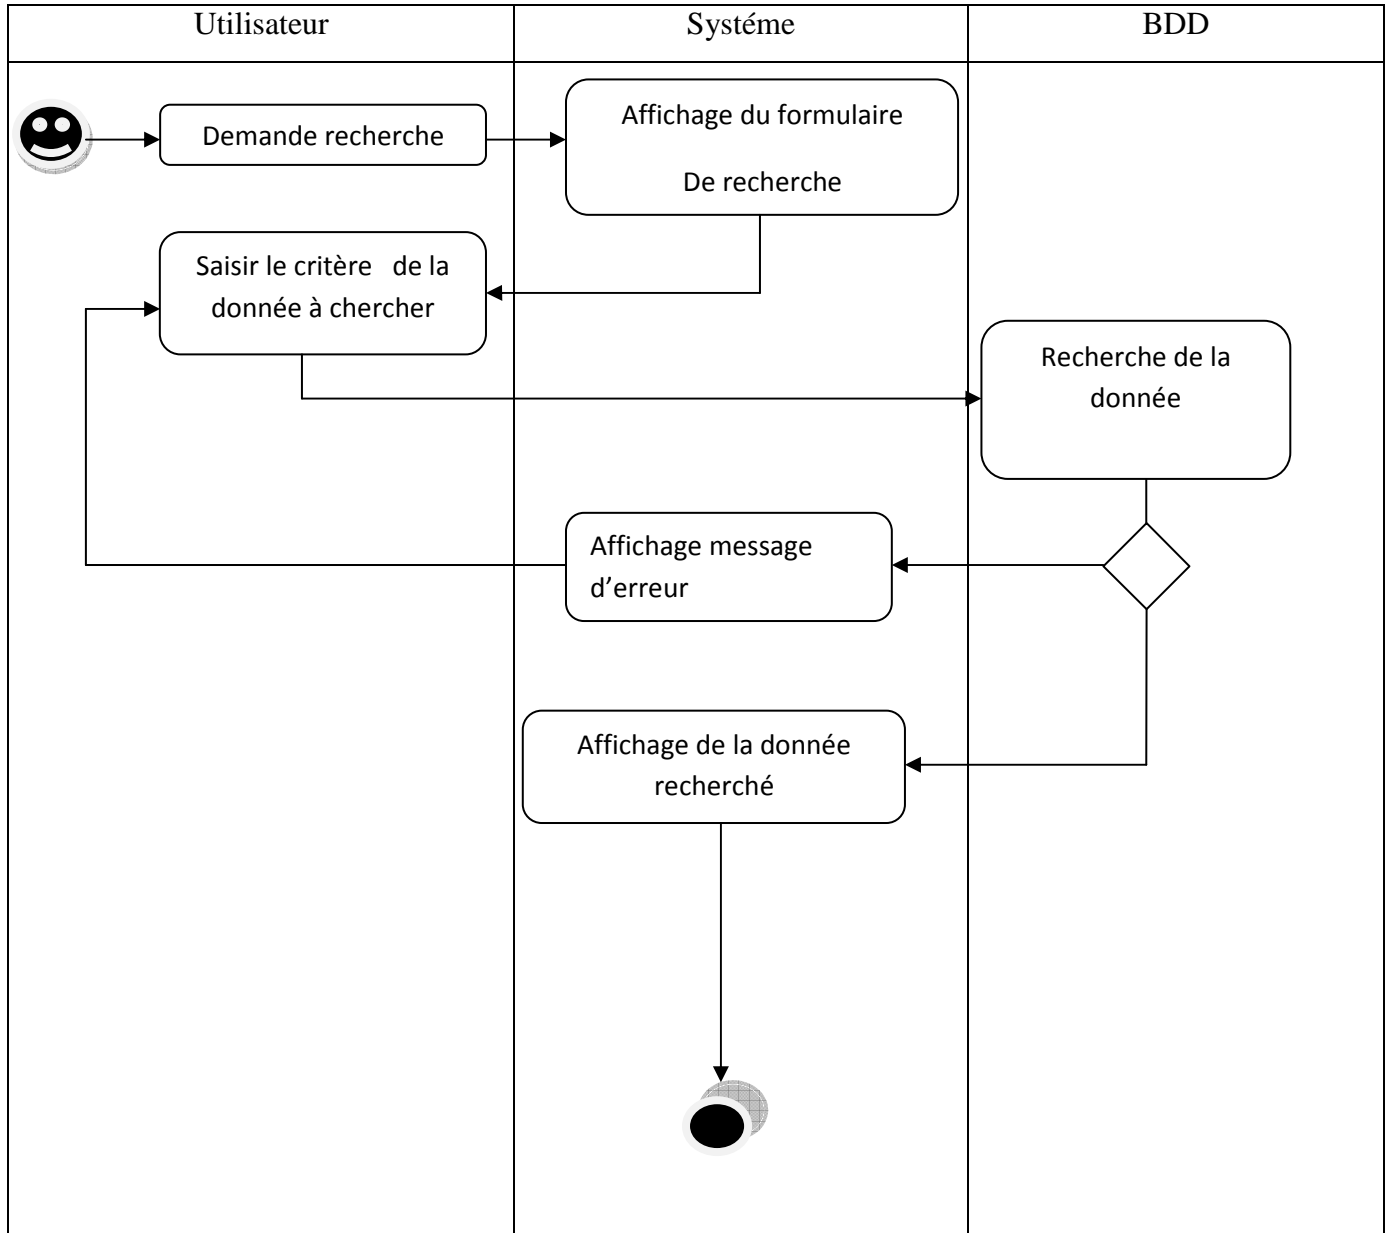 Utilisateur
Systéme
BDD
Demande recherche
Affichage du formulaire
De recherche
Saisir le critère de la
donnée à chercher
Recherche de la
donnée
Affichage message
d’erreur
Affichage de la donnée
recherché